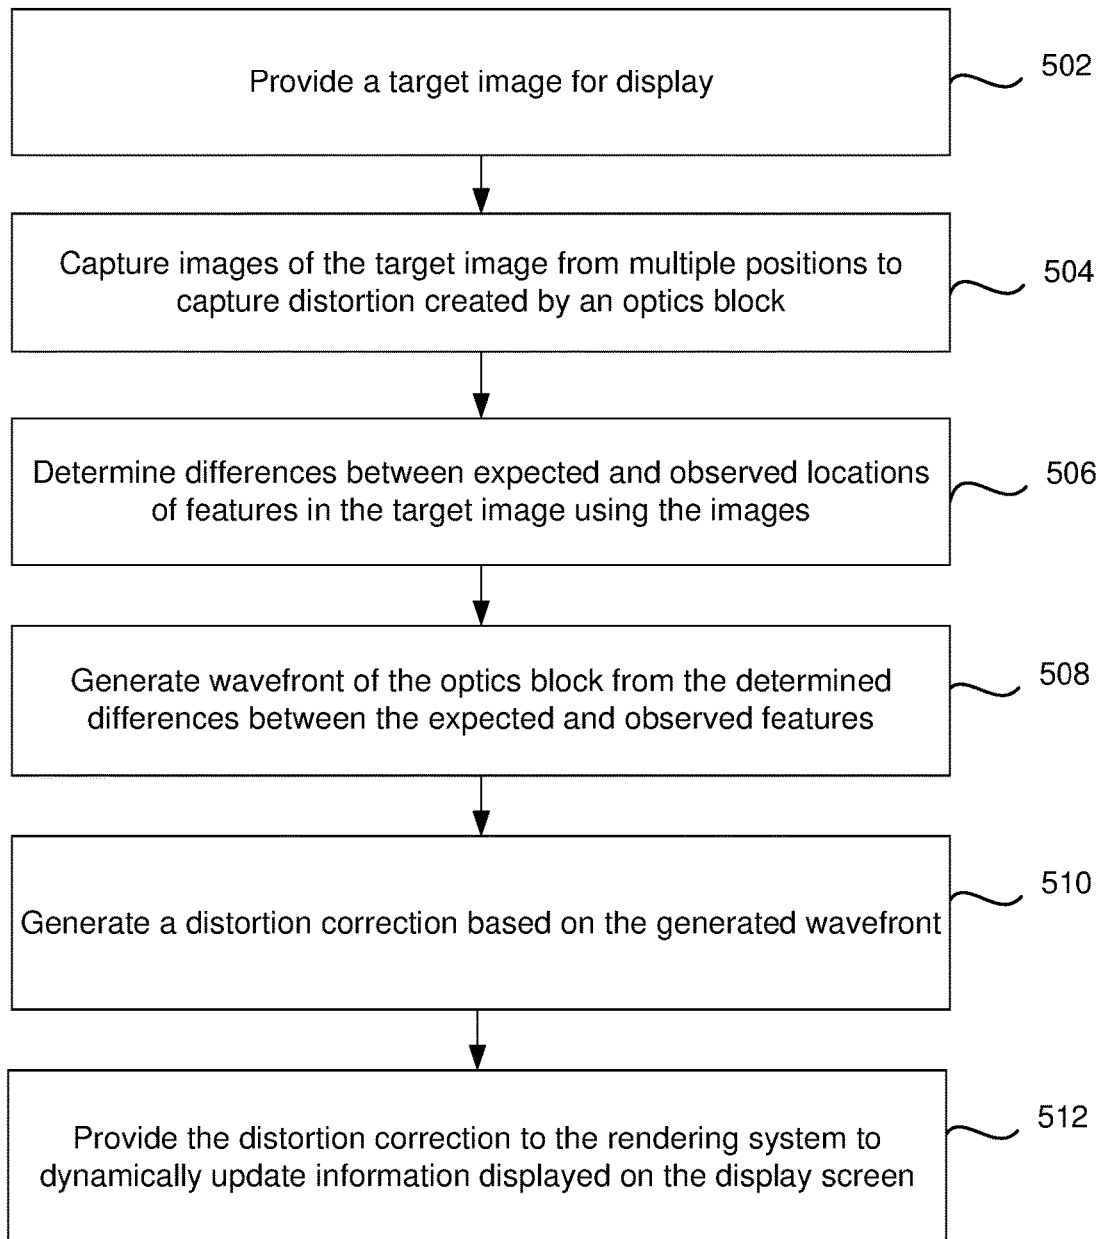 Provide a target image for display
502
Capture images of the target image from multiple positions to
capture distortion created by an optics block
504
Determine differences between expected and observed locations
of features in the target image using the images
506
Generate wavefront of the optics block from the determined
differences between the expected and observed features
508
Generate a distortion correction based on the generated wavefront
510
Provide the distortion correction to the rendering system to
dynamically update information displayed on the display screen
512